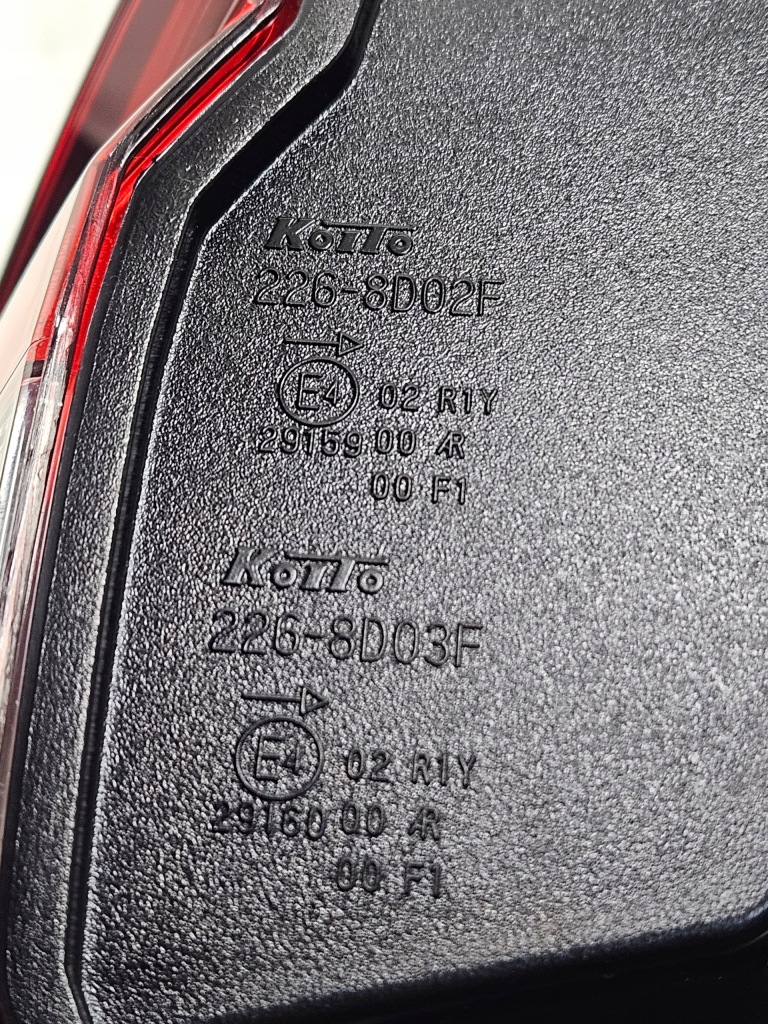 KOITO
226-8D02F
E4 02 R1Y
29159 00 AR
00 F1
KOITO
226-8D03F
E4 02 R1Y
29160 00 AR
00 F1